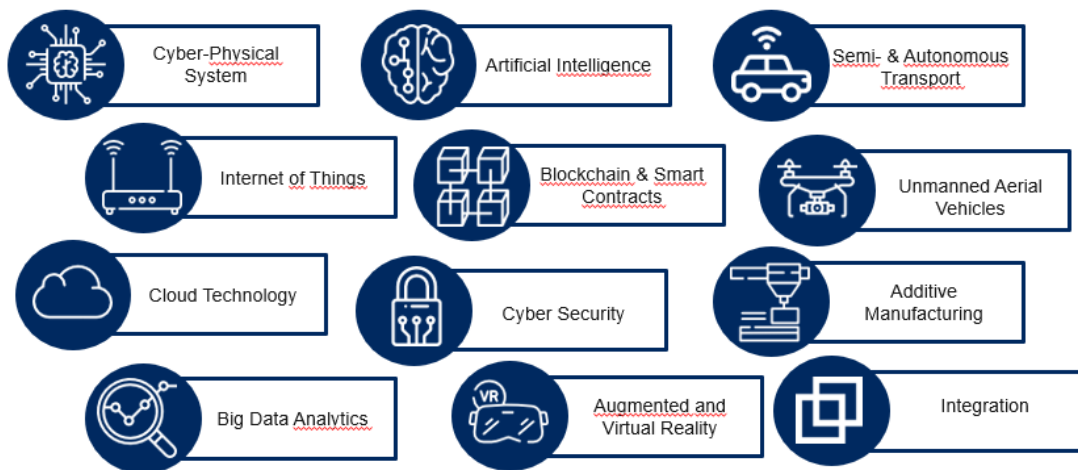 Cyber-Physical
System
Artificial Intelligence
Semi- & Autonomous
Transport
Internet of Things
Blockchain & Smart
Contracts
Unmanned Aerial
Vehicles
Cloud Technology
Cyber Security
Additive
Manufacturing
Big Data Analytics
VR
Augmented and
Virtual Reality
Integration